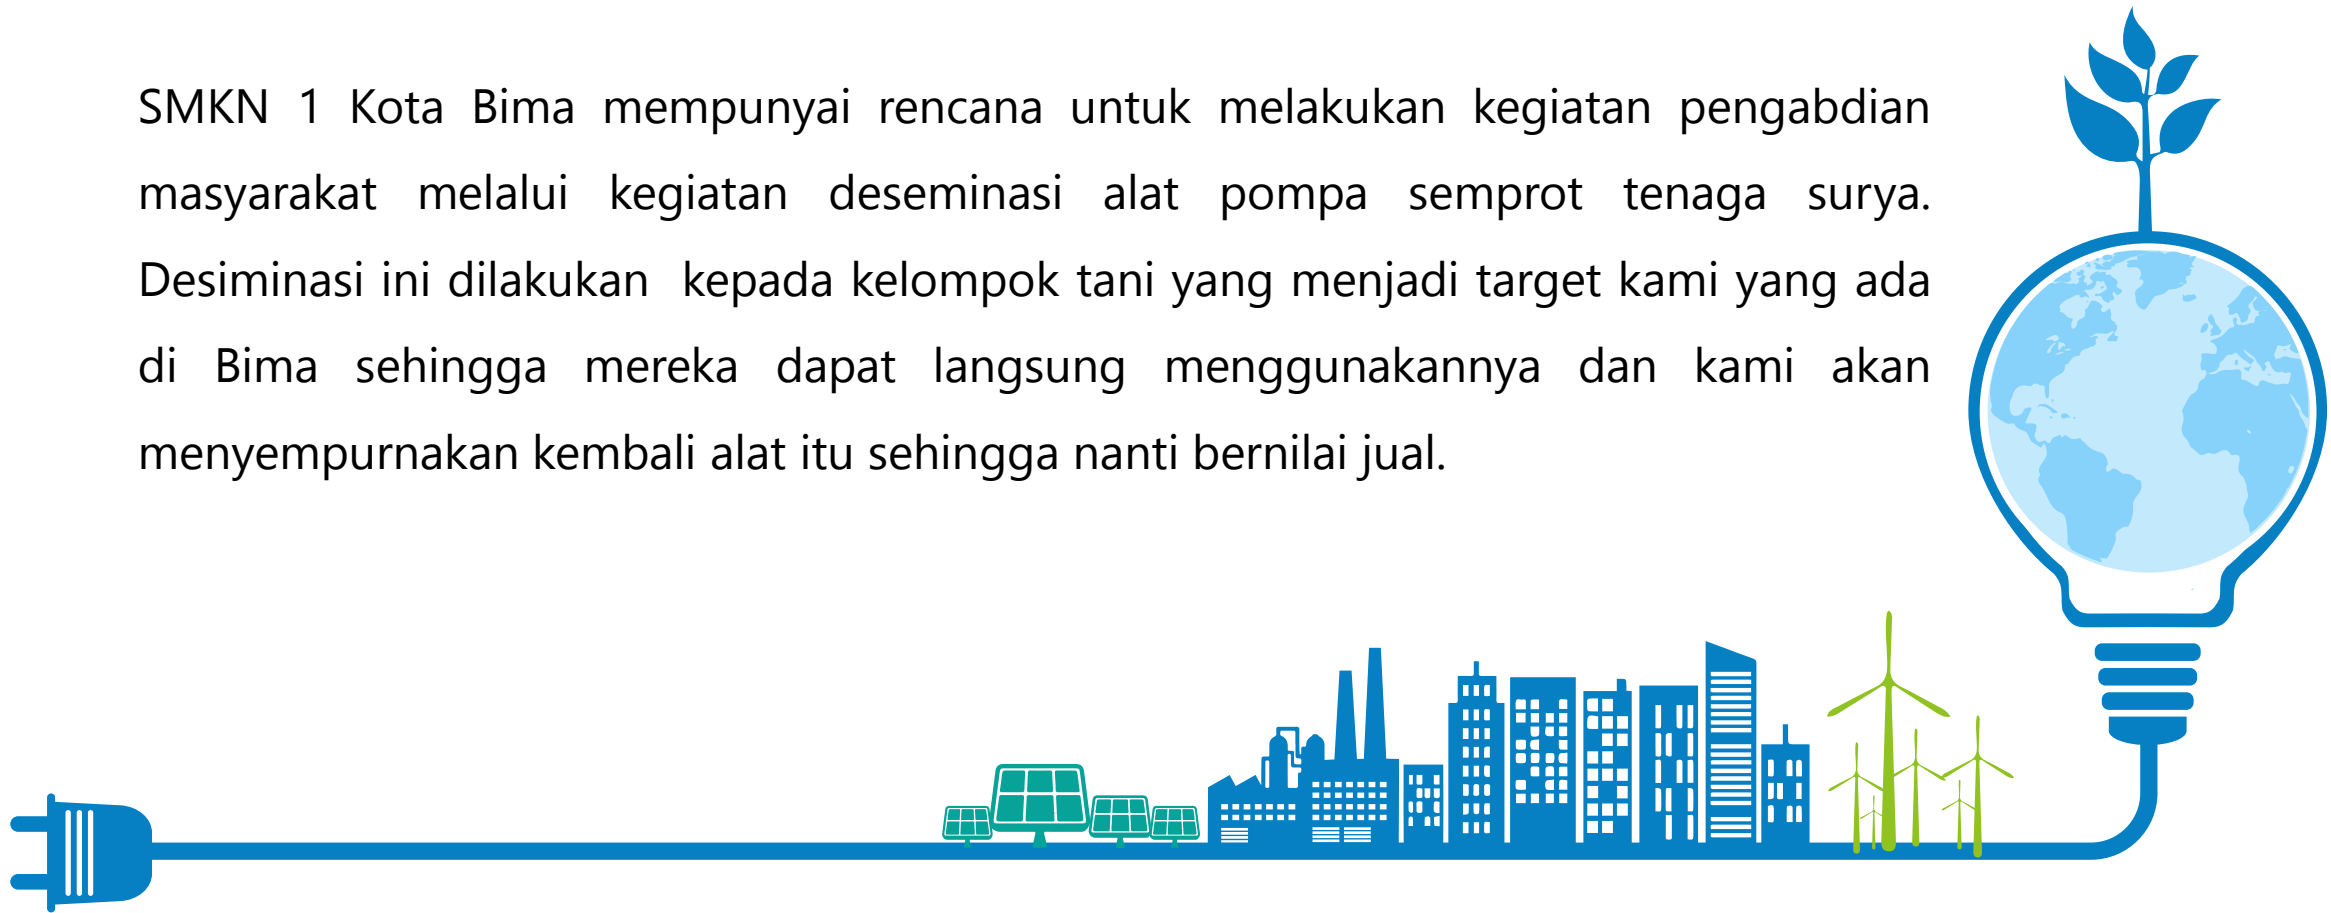 SMKN 1 Kota Bima mempunyai rencana untuk melakukan kegiatan pengabdian
masyarakat melalui kegiatan deseminasi alat pompa semprot tenaga surya.
Desiminasi ini dilakukan kepada kelompok tani yang menjadi target kami yang ada
di Bima sehingga mereka dapat langsung menggunakannya dan kami akan
menyempurnakan kembali alat itu sehingga nanti bernilai jual.